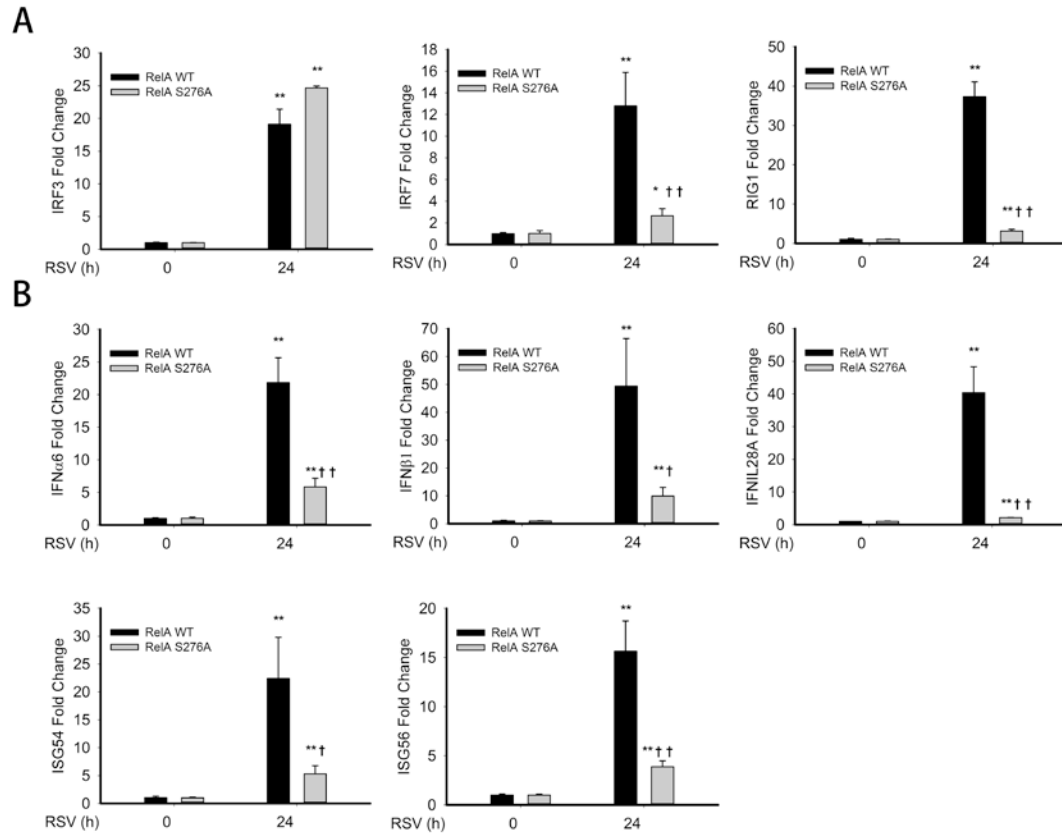 A
IRF3 Fold Change
30
25
20
15
10
5
0
RelA WT
RelA S276A
**
**
RSV (h)
0
24
IRF7 Fold Change
18
16
14
12
10
8
6
4
2
0
RelA WT
RelA S276A
**
* ††
RSV (h)
0
24
RIG1 Fold Change
50
40
30
20
10
0
RelA WT
RelA S276A
**
**††
RSV (h)
0
24
B
IFNα6 Fold Change
30
25
20
15
10
5
0
RelA WT
RelA S276A
**
**††
RSV (h)
0
24
IFNβ1 Fold Change
70
60
50
40
30
20
10
0
RelA WT
RelA S276A
**
**†
RSV (h)
0
24
IFNIL28A Fold Change
60
50
40
30
20
10
0
RelA WT
RelA S276A
**
**††
RSV (h)
0
24
ISG54 Fold Change
35
30
25
20
15
10
5
0
RelA WT
RelA S276A
**
**†
RSV (h)
0
24
ISG56 Fold Change
20
15
10
5
0
RelA WT
RelA S276A
**
**††
RSV (h)
0
24